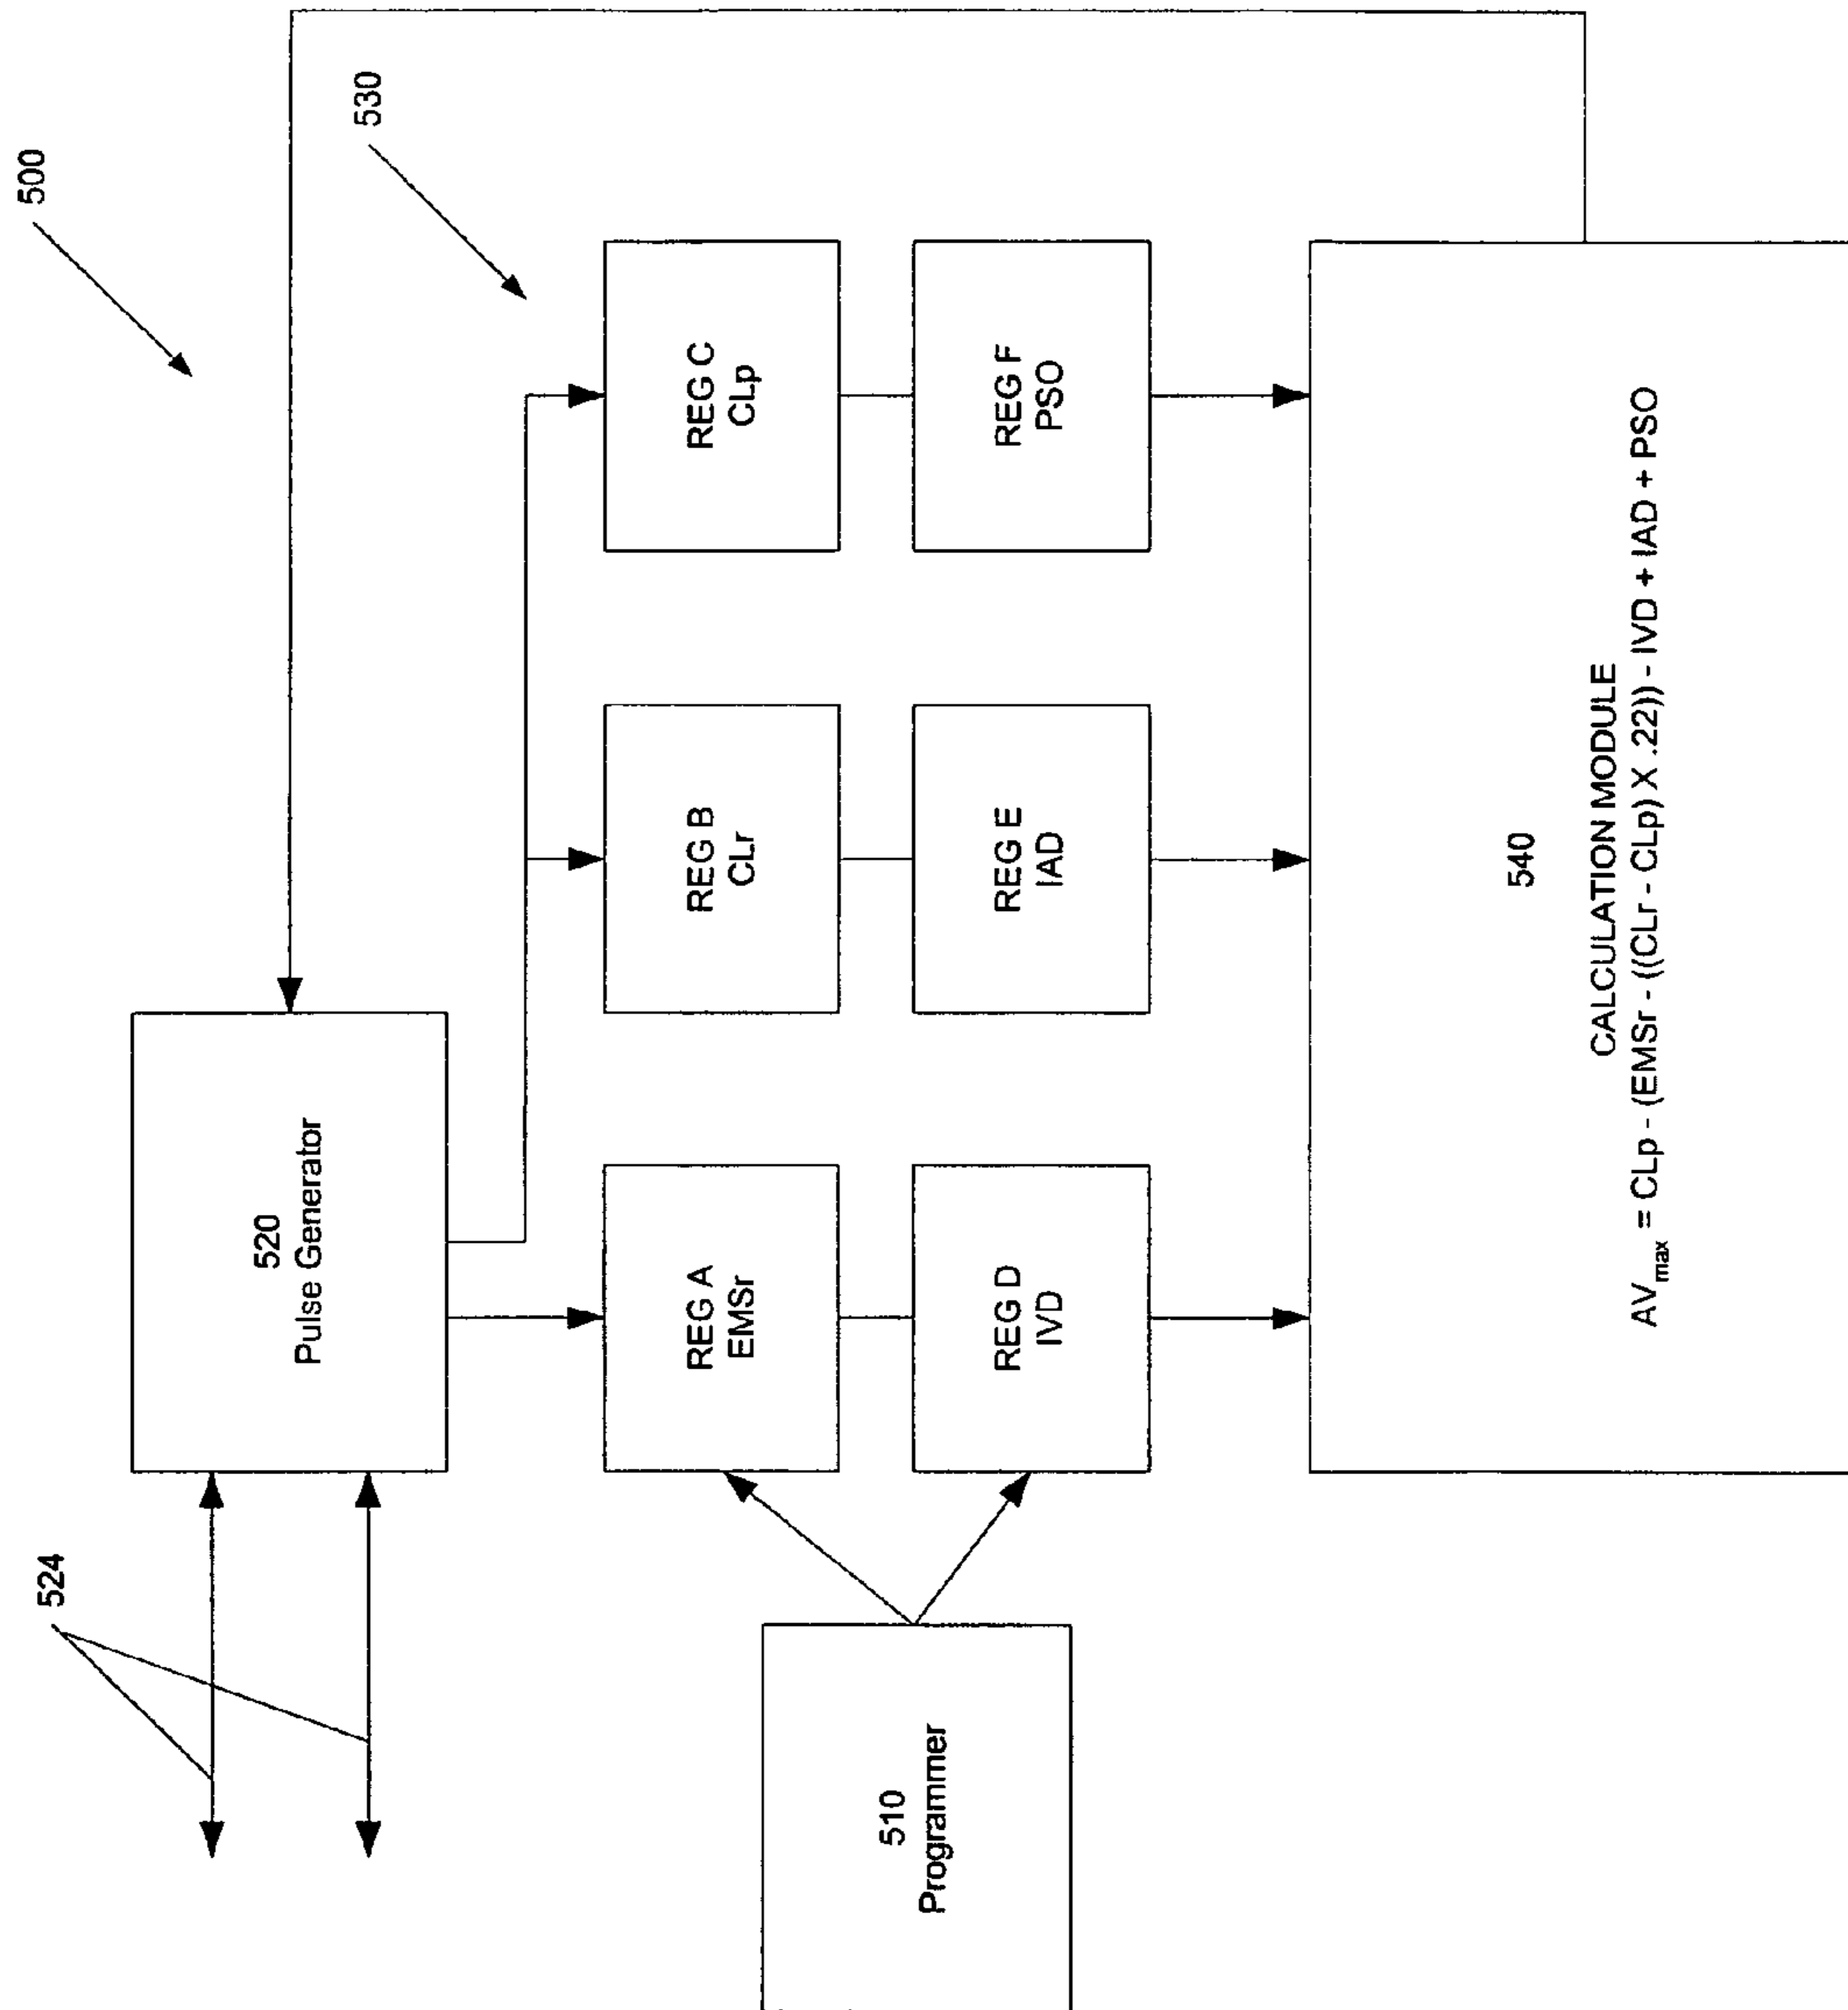 500
530
524
520
Pulse Generator
REG A
EMSr
REG B
CLr
REG C
CLp
REG D
IVD
REG E
IAD
REG F
PSO
510
Programmer
540
CALCULATION MODULE
AVmax = CLp - (EMSr - ((CLr - CLp) X .22)) - IVD + IAD + PSO